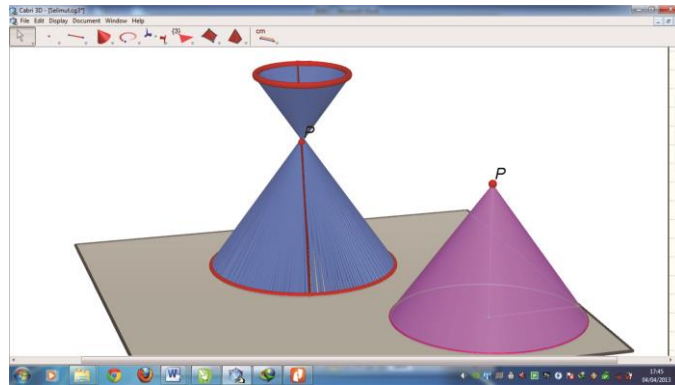 Cabri 3D - [Selimut.cg3*]
File Edit Display Document Window Help
cm
P
P
17:45
04/04/2013